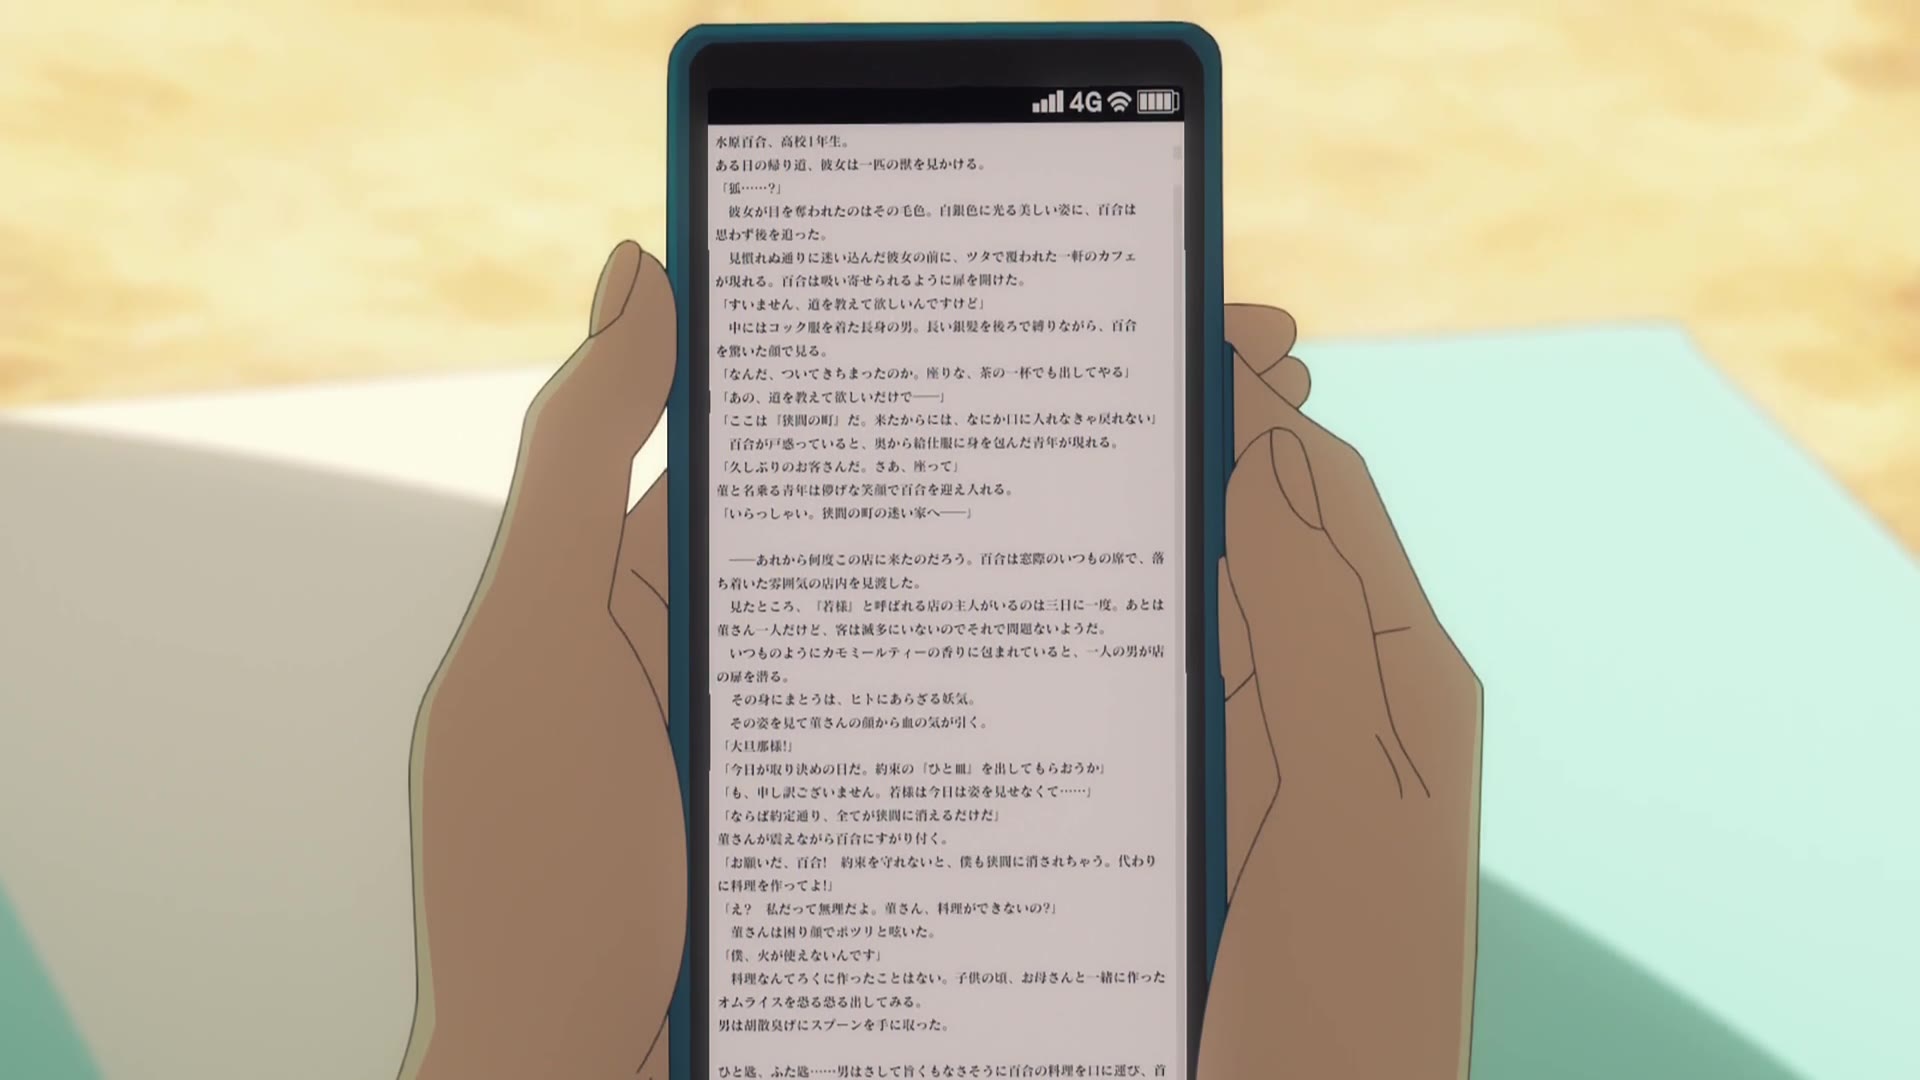 4G
水原百合、高校1年生。
ある日の帰り道、彼女は一匹の獣を見かける。
「狐……?」
彼女が目を奪われたのはその毛色。白銀色に光る美しい姿に、百合は
思わず後を追った。
見慣れぬ通りに迷い込んだ彼女の前に、ツタで覆われた一軒のカフェ
が現れる。百合は吸い寄せられるように扉を開けた。
「すいません、道を教えて欲しいんですけど」
中にはコック服を着た長身の男。長い銀髪を後ろで縛りながら、百合
を驚いた顔で見る。
「なんだ、ついてきちまったのか。座りな、茶の一杯でも出してやる」
「あの、道を教えて欲しいだけで――」
「ここは『狭間の町』だ。来たからには、なにか口に入れなきゃ戻れない」
百合が戸惑っていると、奥から給仕服に身を包んだ青年が現れる。
「久しぶりのお客さんだ。さあ、座って」
菫と名乗る青年は儚げな笑顔で百合を迎え入れる。
「いらっしゃい。狭間の町の迷い家へ――」
――あれから何度この店に来たのだろう。百合は窓際のいつもの席で、落
ち着いた雰囲気の店内を見渡した。
見たところ、『若様』と呼ばれる店の主人がいるのは三日に一度。あとは
菫さん一人だけど、客は滅多にいないのでそれで問題ないようだ。
いつものようにカモミールティーの香りに包まれていると、一人の男が店
の扉を潜る。
その身にまとうは、ヒトにあらざる妖気。
その姿を見て菫さんの顔から血の気が引く。
「大旦那様!」
「今日が取り決めの日だ。約束の『ひと皿』を出してもらおうか」
「も、申し訳ございません。若様は今日は姿を見せなくて……」
「ならば約定通り、全てが狭間に消えるだけだ」
菫さんが震えながら百合にすがり付く。
「お願いだ、百合! 約束を守れないと、僕も狭間に消されちゃう。代わり
に料理を作ってよ!」
「え? 私だって無理だよ。菫さん、料理ができないの?」
菫さんは困り顔でポツリと呟いた。
「僕、火が使えないんです」
料理なんてろくに作ったことはない。子供の頃、お母さんと一緒に作った
オムライスを恐る恐る出してみる。
男は胡散臭げにスプーンを手に取った。
ひと匙、ふた匙……男はさして旨くもなさそうに百合の料理を口に運び、首